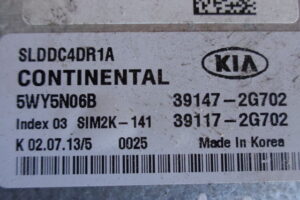 SLDDC4DR1A
CONTINENTAL KIA
5WY5N06B 39147-2G702
Index 03 SIM2K-141 39117-2G702
K 02.07.13/5 0025 Made in Korea